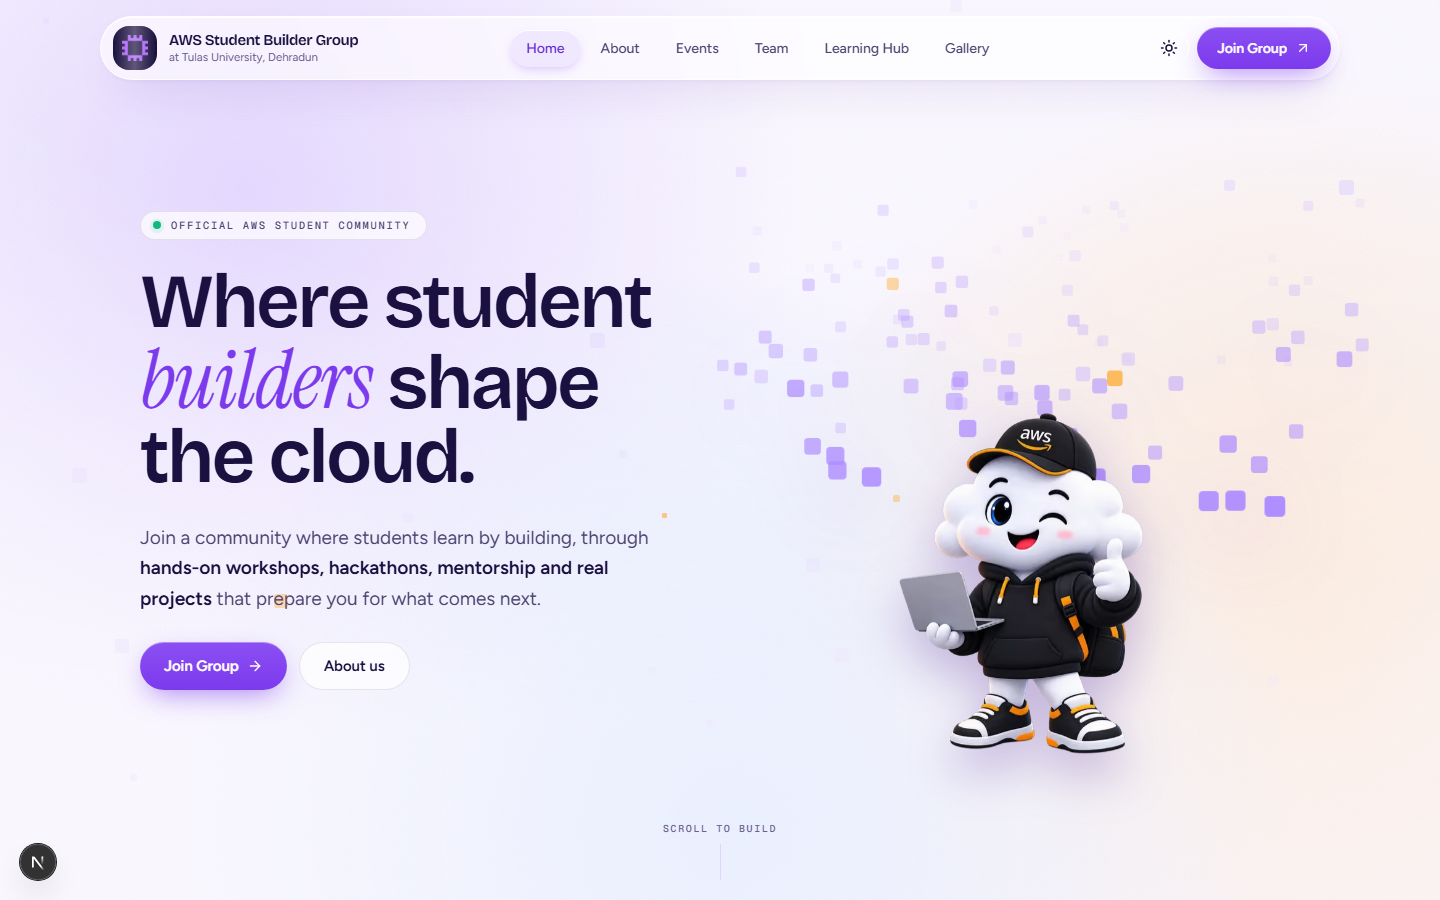 AWS Student Builder Group
at Tulas University, Dehradun
Home
About
Events
Team
Learning Hub
Gallery
Join Group
OFFICIAL AWS STUDENT COMMUNITY
Where student
builders shape
the cloud.
aws
Join a community where students learn by building, through
hands-on workshops, hackathons, mentorship and real
projects that prepare you for what comes next.
Join Group
About us
SCROLL TO BUILD
N